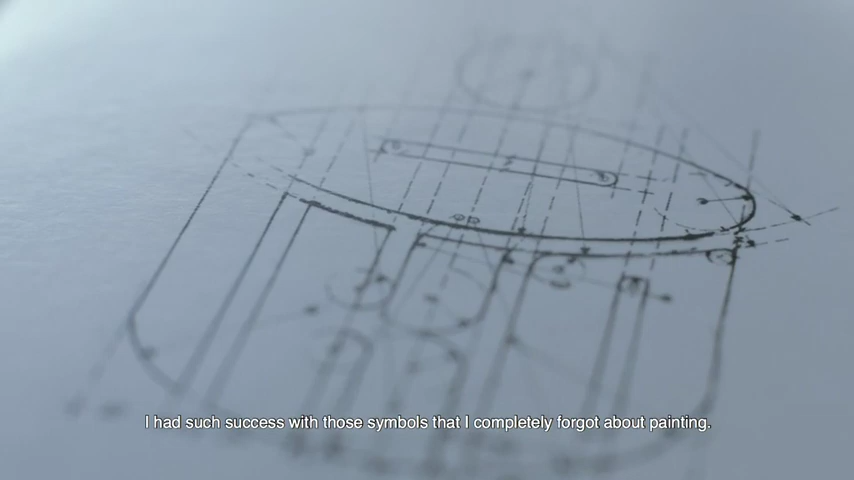 I had such success with those symbols that I completely forgot about painting.